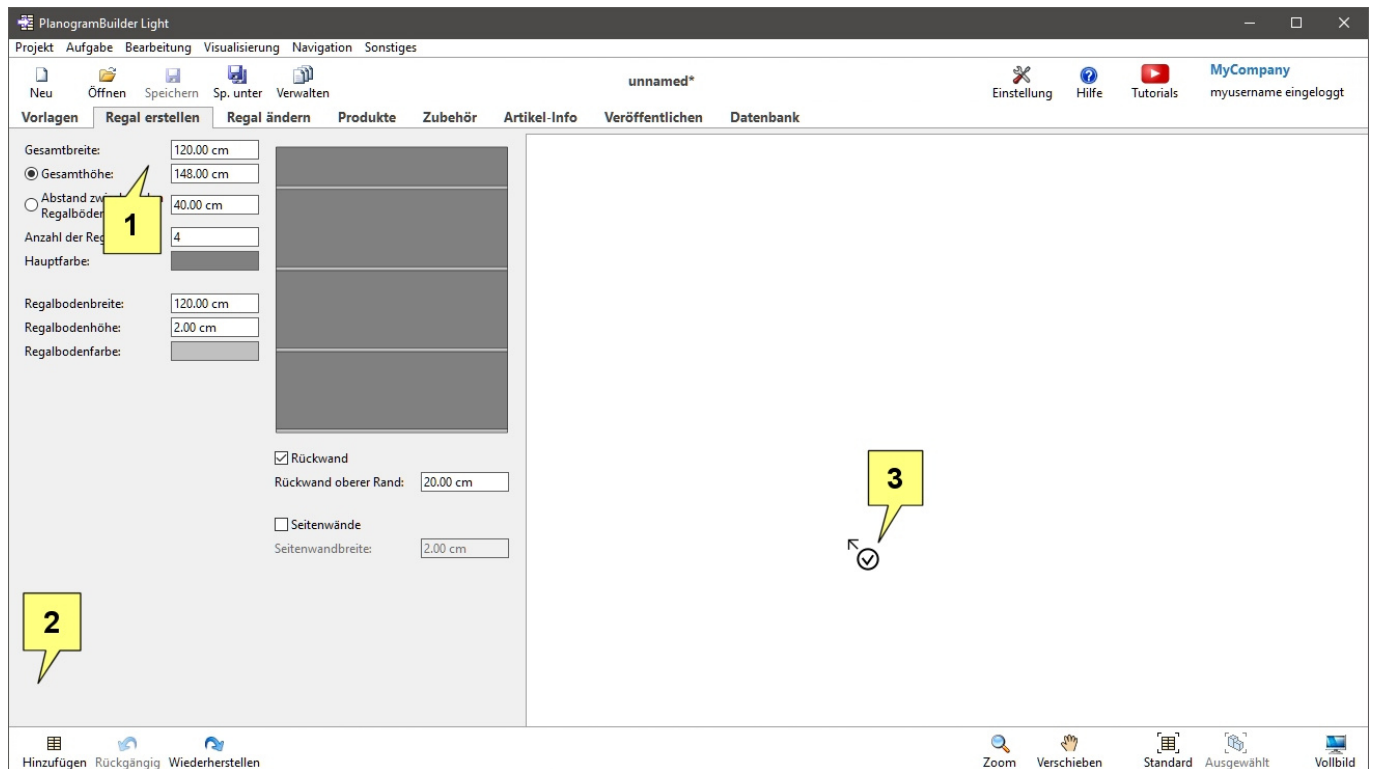 PlanogramBuilder Light
Projekt Aufgabe Bearbeitung Visualisierung Navigation Sonstiges
Neu Öffnen Speichern Sp. unter Verwalten
unnamed*
Einstellung Hilfe Tutorials
MyCompany
myusername eingeloggt
Vorlagen Regal erstellen Regal ändern Produkte Zubehör Artikel-Info Veröffentlichen Datenbank
Gesamtbreite: 120.00 cm
Gesamthöhe: 148.00 cm
Abstand
Regalböde 40.00 cm
Anzahl der Reg 4
Hauptfarbe:
Regalbodenbreite: 120.00 cm
Regalbodenhöhe: 2.00 cm
Regalbodenfarbe:
1
Rückwand
Rückwand oberer Rand: 20.00 cm
Seitenwände
Seitenwandbreite: 2.00 cm
3
2
Hinzufügen Rückgängig Wiederherstellen
Zoom Verschieben Standard Ausgewählt Vollbild